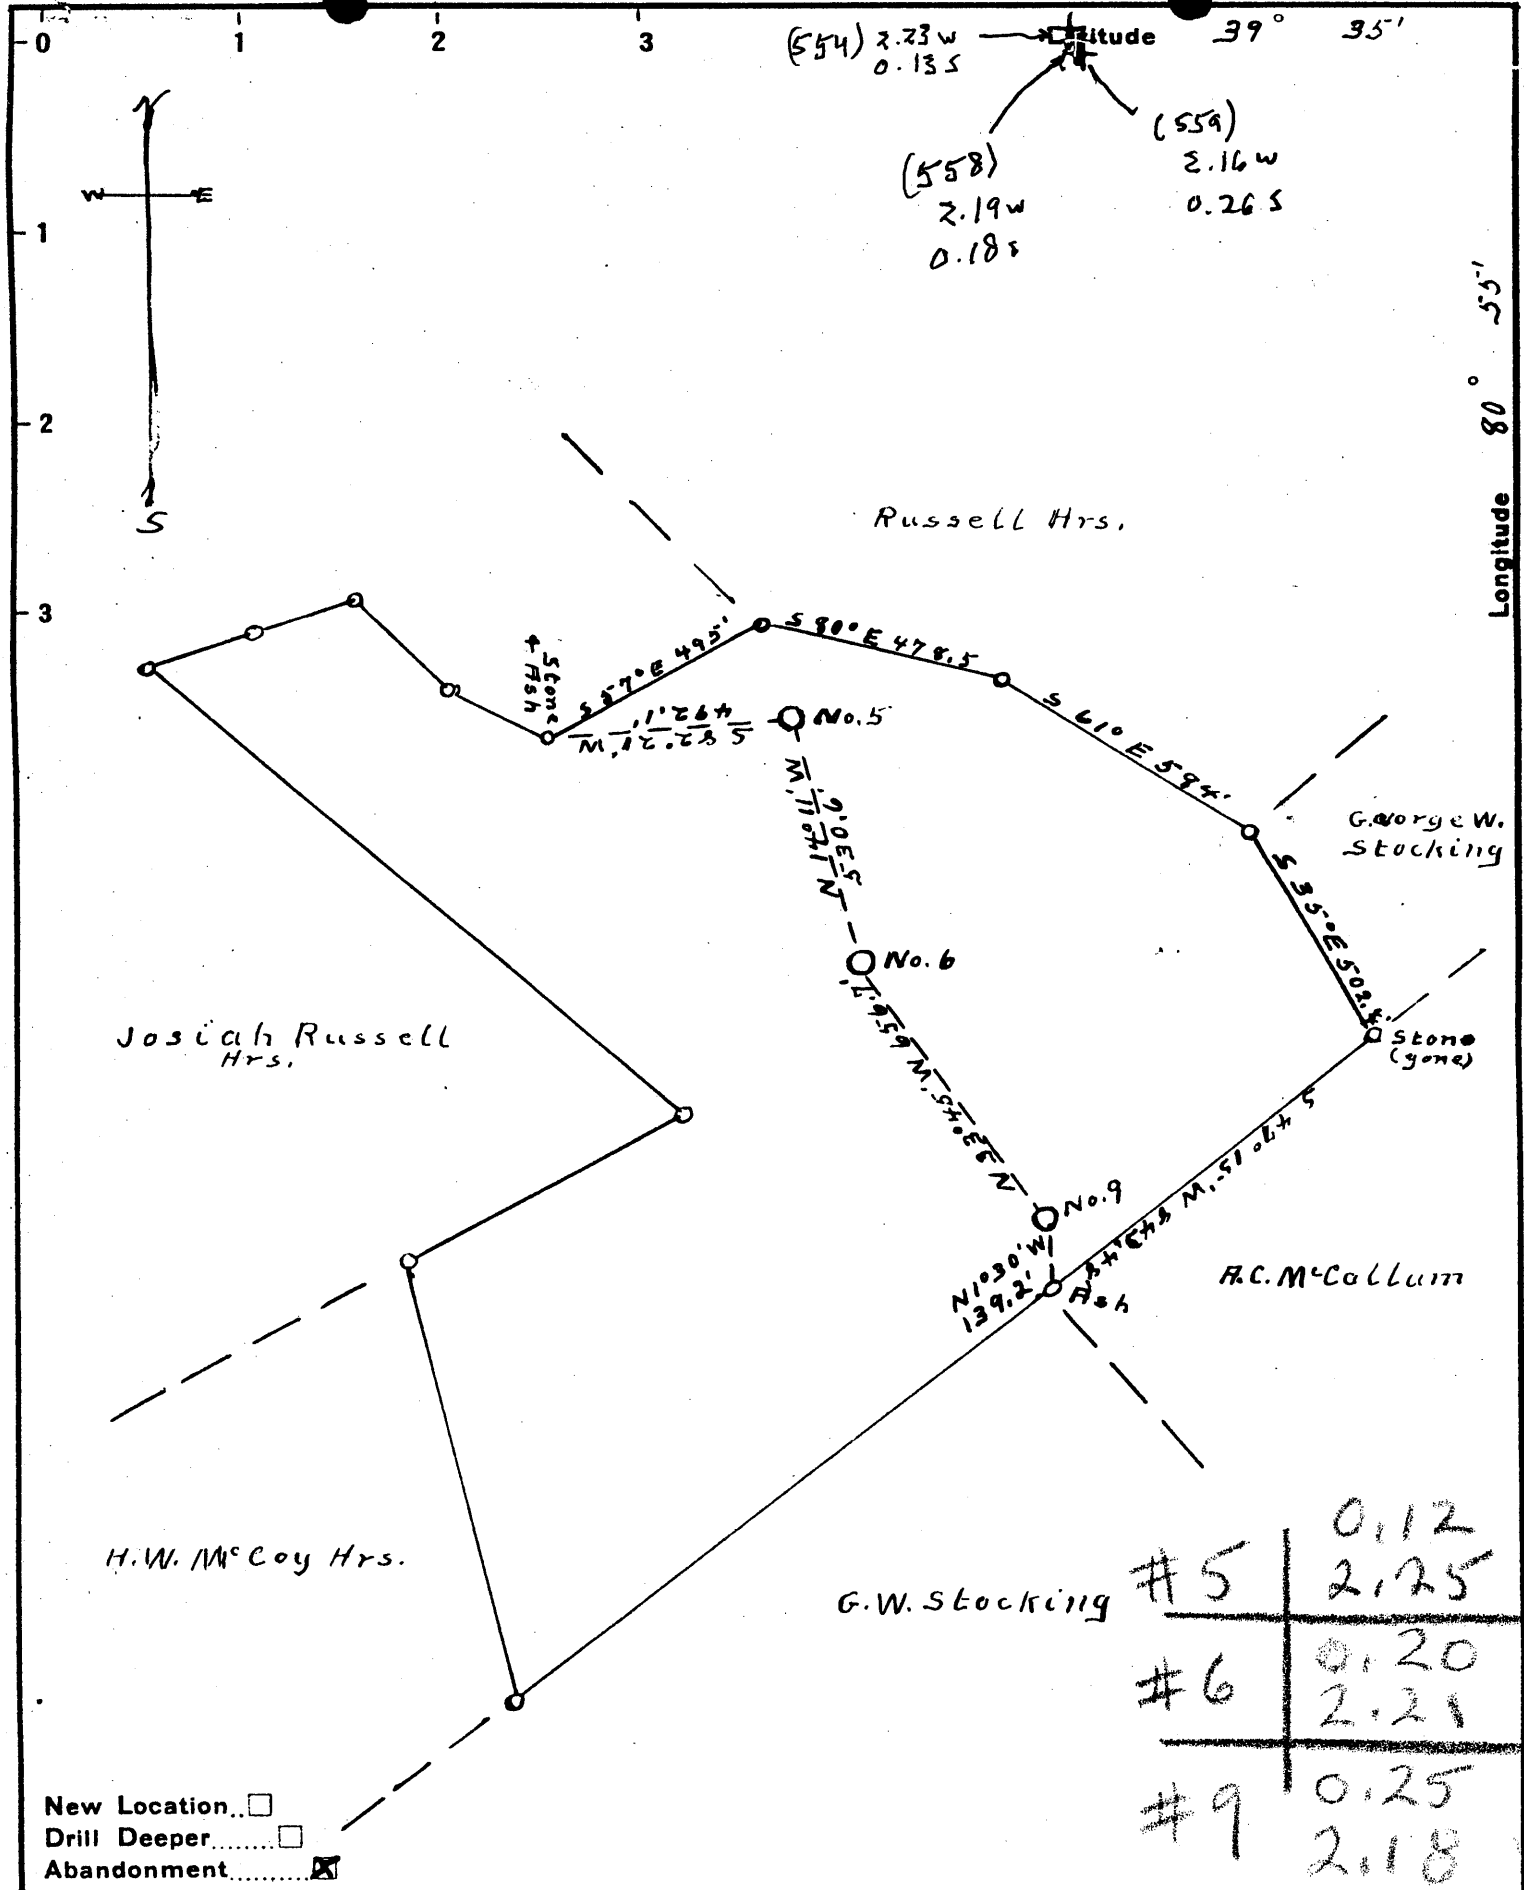 0 1 2 3
(554) 2.23 W
0.13 S
Latitude 39° 35'
(558)
2.19 W
0.18 S
(559)
2.16 W
0.26 S
W E
S
1
2
3
Longitude 80° 55'
Russell Hrs.
Stone
+ Ash
S 57° E 495'
S 80° E 478.5
S 61° E 594'
S 82° 21' W
492.1'
No. 5
N 14° 11' W
530.6'
George W.
Stocking
S 35° E 502.4'
No. 6
N 33° 45' W 656.7'
Josiah Russell
Hrs.
Stone
(gone)
S 47° 15' W 843.48'
No. 9
N 1° 30' W
139.2'
Ash
A.C. McCallum
H.W. McCoy Hrs.
G.W. Stocking
#5 0.12
2.25
#6 0.20
2.21
#9 0.25
2.18
New Location..
Drill Deeper.......
Abandonment..........